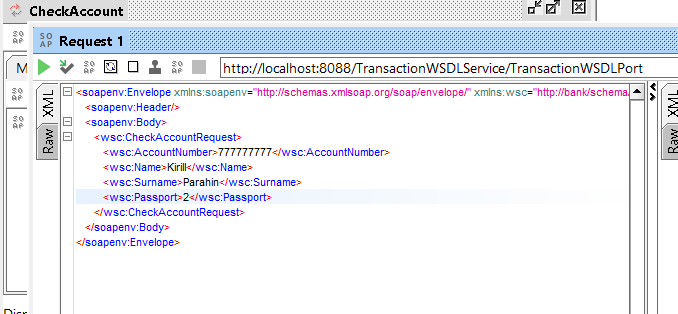 CheckAccount
SO AP Request 1
http://localhost:8088/TransactionWSDLService/TransactionWSDLPort
XML
Raw
<soapenv:Envelope xmlns:soapenv="http://schemas.xmlsoap.org/soap/envelope/" xmlns:wsc="http://bank/schema/
<soapenv:Header/>
<soapenv:Body>
<wsc:CheckAccountRequest>
<wsc:AccountNumber>777777777</wsc:AccountNumber>
<wsc:Name>Kirill</wsc:Name>
<wsc:Surname>Parahin</wsc:Surname>
<wsc:Passport>2</wsc:Passport>
</wsc:CheckAccountRequest>
</soapenv:Body>
</soapenv:Envelope>
XML
Raw